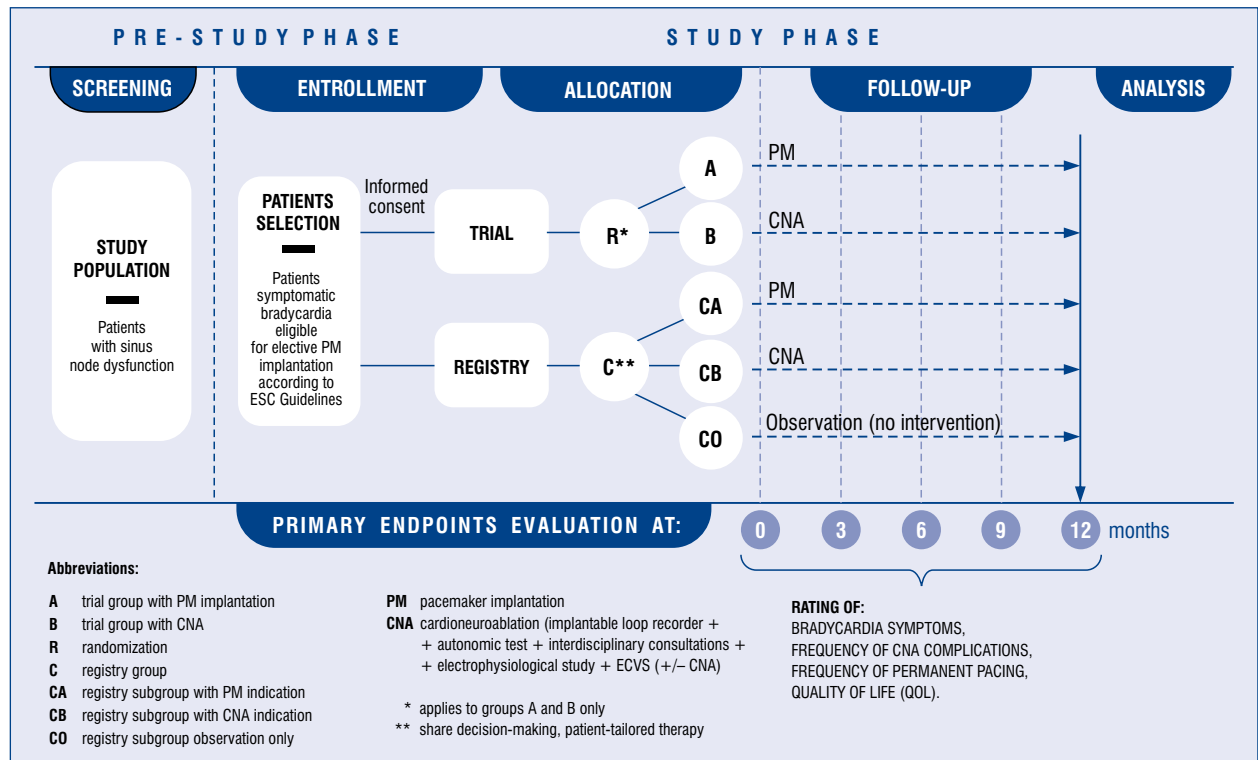 PRE-STUDY PHASE
STUDY PHASE
SCREENING
ENTROLLMENT
ALLOCATION
FOLLOW-UP
ANALYSIS
STUDY
POPULATION
Patients
with sinus
node dysfunction
PATIENTS
SELECTION
Patients
symptomatic
bradycardia
eligible
for elective PM
implantation
according to
ESC Guidelines
Informed
consent
TRIAL
R*
A
PM
B
CNA
REGISTRY
C**
CA
PM
CB
CNA
CO
Observation (no intervention)
PRIMARY ENDPOINTS EVALUATION AT:
0 3 6 9 12 months
Abbreviations:
A trial group with PM implantation
B trial group with CNA
R randomization
C registry group
CA registry subgroup with PM indication
CB registry subgroup with CNA indication
CO registry subgroup observation only
PM pacemaker implantation
CNA cardioneuroablation (implantable loop recorder +
+ autonomic test + interdisciplinary consultations +
+ electrophysiological study + ECVS (+/– CNA)
* applies to groups A and B only
** share decision-making, patient-tailored therapy
RATING OF:
BRADYCARDIA SYMPTOMS,
FREQUENCY OF CNA COMPLICATIONS,
FREQUENCY OF PERMANENT PACING,
QUALITY OF LIFE (QOL).